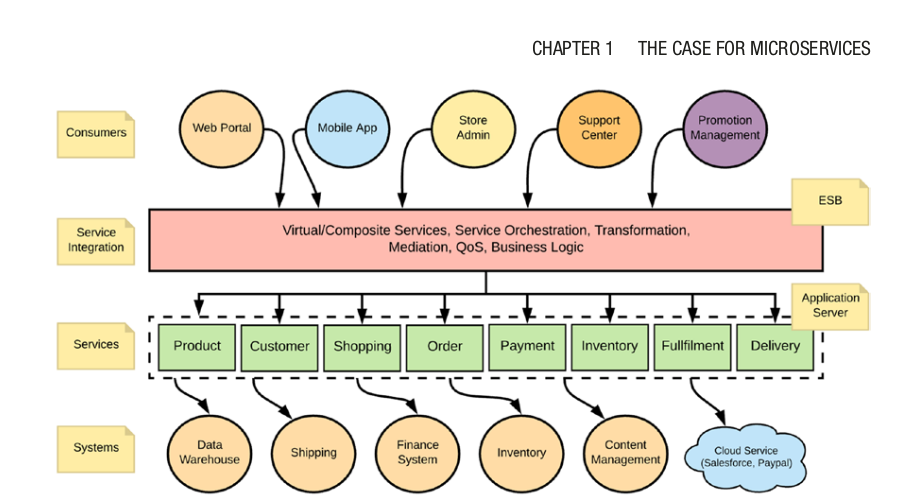 CHAPTER 1 THE CASE FOR MICROSERVICES
Consumers
Web Portal
Mobile App
Store
Admin
Support
Center
Promotion
Management
ESB
Service
Integration
Virtual/Composite Services, Service Orchestration, Transformation,
Mediation, QoS, Business Logic
Application
Server
Services
Product
Customer
Shopping
Order
Payment
Inventory
Fullfilment
Delivery
Systems
Data
Warehouse
Shipping
Finance
System
Inventory
Content
Management
Cloud Service
(Salesforce, Paypal)